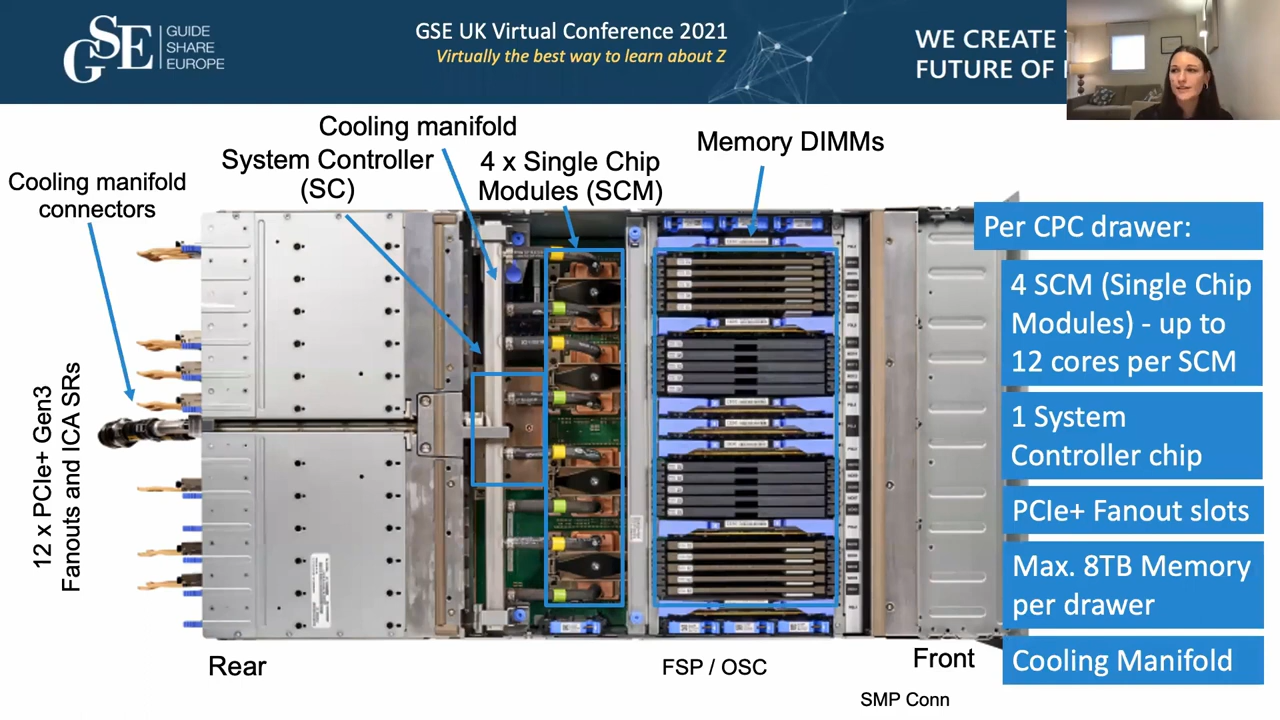 GSE
GUIDE
SHARE
EUROPE
GSE UK Virtual Conference 2021
Virtually the best way to learn about Z
WE CREATE
FUTURE OF
Cooling manifold
System Controller
(SC)
4 x Single Chip
Modules (SCM)
Memory DIMMs
Cooling manifold
connectors
12 x PCIe+ Gen3
Fanouts and ICA SRs
Per CPC drawer:
4 SCM (Single Chip
Modules) - up to
12 cores per SCM
1 System
Controller chip
PCIe+ Fanout slots
Max. 8TB Memory
per drawer
Cooling Manifold
Rear
FSP / OSC
Front
SMP Conn